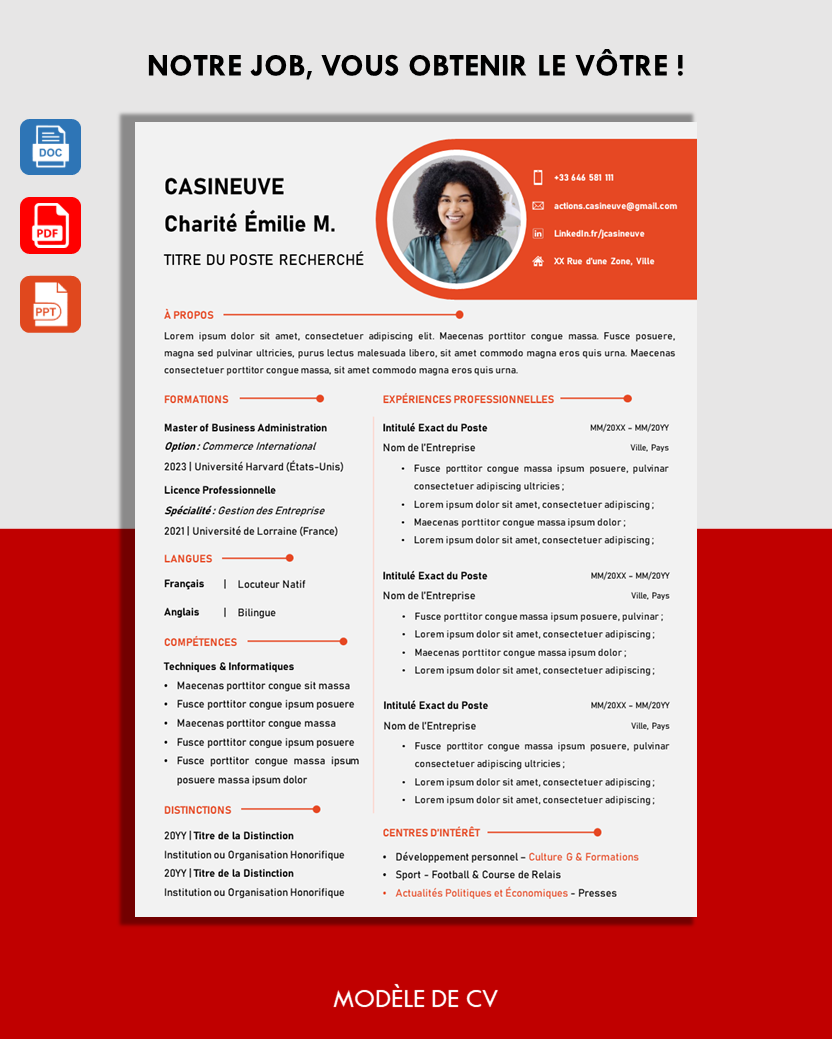 NOTRE JOB, VOUS OBTENIR LE VÔTRE !
DOC
PDF
PPT
CASINEUVE
Charité Émilie M.
TITRE DU POSTE RECHERCHÉ
+33 646 581 111
actions.casineuve@gmail.com
in LinkedIn.fr/jcasineuve
XX Rue d'une Zone, Ville
À PROPOS
Lorem ipsum dolor sit amet, consectetuer adipiscing elit. Maecenas porttitor congue massa. Fusce posuere,
magna sed pulvinar ultricies, purus lectus malesuada libero, sit amet commodo magna eros quis urna. Maecenas
consectetuer porttitor congue massa, sit amet commodo magna eros quis urna.
FORMATIONS
Master of Business Administration
Option : Commerce International
2023 | Université Harvard (États-Unis)
Licence Professionnelle
Spécialité : Gestion des Entreprise
2021 | Université de Lorraine (France)
LANGUES
Français | Locuteur Natif
Anglais | Bilingue
COMPÉTENCES
Techniques & Informatiques
• Maecenas porttitor congue sit massa
• Fusce porttitor congue ipsum posuere
• Maecenas porttitor congue massa
• Fusce porttitor congue ipsum posuere
• Fusce porttitor congue massa ipsum
posuere massa ipsum dolor
DISTINCTIONS
20YY | Titre de la Distinction
Institution ou Organisation Honorifique
20YY | Titre de la Distinction
Institution ou Organisation Honorifique
EXPÉRIENCES PROFESSIONNELLES
Intitulé Exact du Poste MM/20XX – MM/20YY
Nom de l'Entreprise Ville, Pays
• Fusce porttitor congue massa ipsum posuere, pulvinar
consectetuer adipiscing ultricies ;
• Lorem ipsum dolor sit amet, consectetuer adipiscing ;
• Maecenas porttitor congue massa ipsum dolor ;
• Lorem ipsum dolor sit amet, consectetuer adipiscing ;
Intitulé Exact du Poste MM/20XX – MM/20YY
Nom de l'Entreprise Ville, Pays
• Fusce porttitor congue massa ipsum posuere, pulvinar ;
• Lorem ipsum dolor sit amet, consectetuer adipiscing ;
• Maecenas porttitor congue massa ipsum dolor ;
• Lorem ipsum dolor sit amet, consectetuer adipiscing ;
Intitulé Exact du Poste MM/20XX – MM/20YY
Nom de l'Entreprise Ville, Pays
• Fusce porttitor congue massa ipsum posuere, pulvinar
consectetuer adipiscing ultricies ;
• Lorem ipsum dolor sit amet, consectetuer adipiscing ;
• Lorem ipsum dolor sit amet, consectetuer adipiscing ;
CENTRES D'INTÉRÊT
• Développement personnel – Culture G & Formations
• Sport - Football & Course de Relais
• Actualités Politiques et Économiques - Presses
MODÈLE DE CV